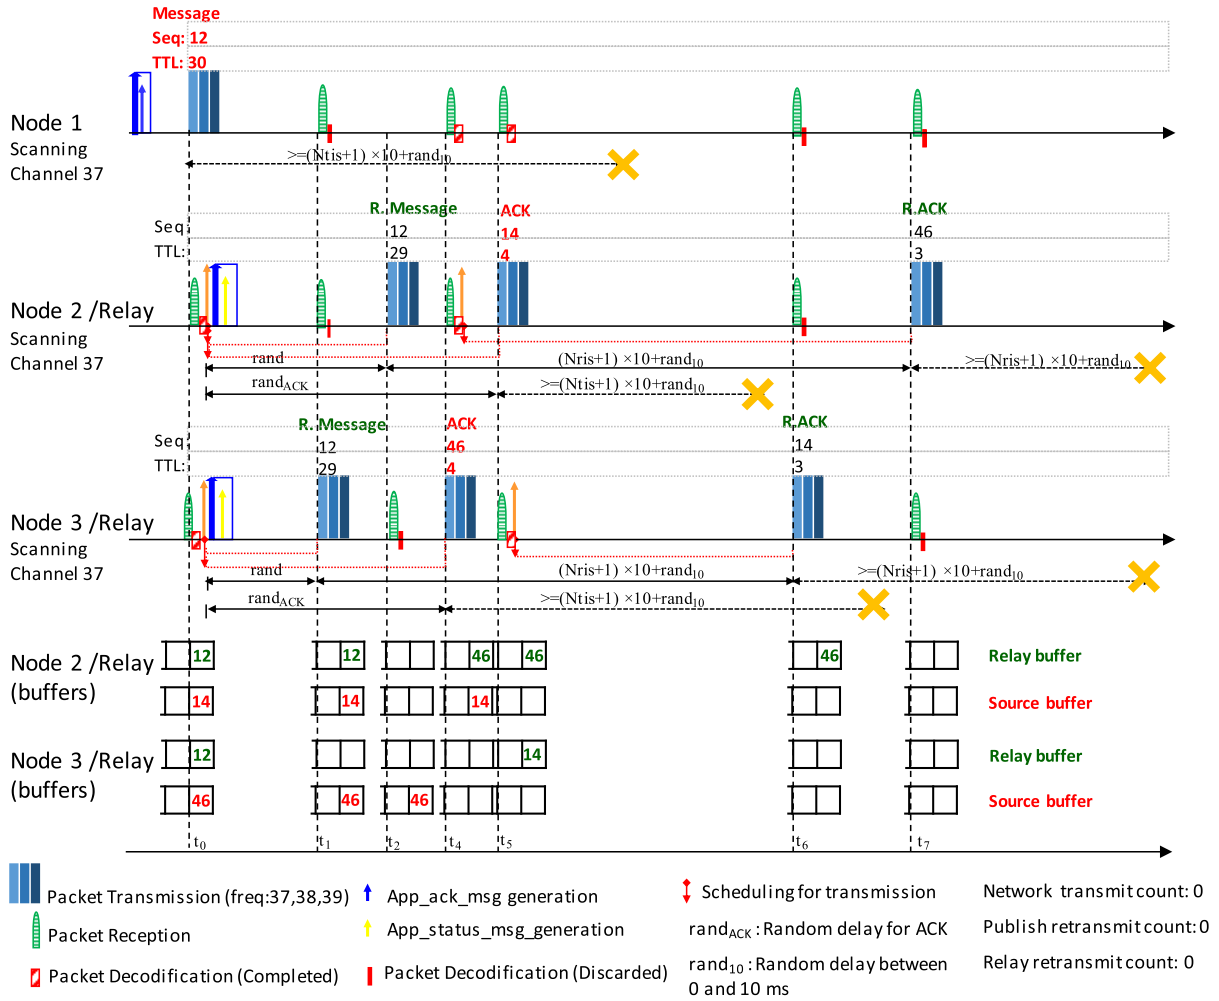 Message
Seq: 12
TTL: 30
Node 1
Scanning
Channel 37
>=(Ntis+1) ×10+rand10
R. Message
ACK
R.ACK
Seq:
12
14
46
TTL:
29
4
3
Node 2 /Relay
Scanning
Channel 37
rand
(Nris+1) ×10+rand10
>=(Nris+1) ×10+rand10
randACK
>=(Ntis+1) ×10+rand10
R. Message
ACK
R.ACK
Seq:
12
46
14
TTL:
29
4
3
Node 3 /Relay
Scanning
Channel 37
rand
(Nris+1) ×10+rand10
>=(Nris+1) ×10+rand10
randACK
>=(Ntis+1) ×10+rand10
Node 2 /Relay
(buffers)
12
12
46
46
46
Relay buffer
14
14
14
Source buffer
Node 3 /Relay
(buffers)
12
14
Relay buffer
46
46
46
Source buffer
t0
t1
t2
t4
t5
t6
t7
Packet Transmission (freq:37,38,39)
Packet Reception
Packet Decodification (Completed)
App_ack_msg generation
App_status_msg_generation
Packet Decodification (Discarded)
Scheduling for transmission
randACK : Random delay for ACK
rand10 : Random delay between
0 and 10 ms
Network transmit count: 0
Publish retransmit count: 0
Relay retransmit count: 0